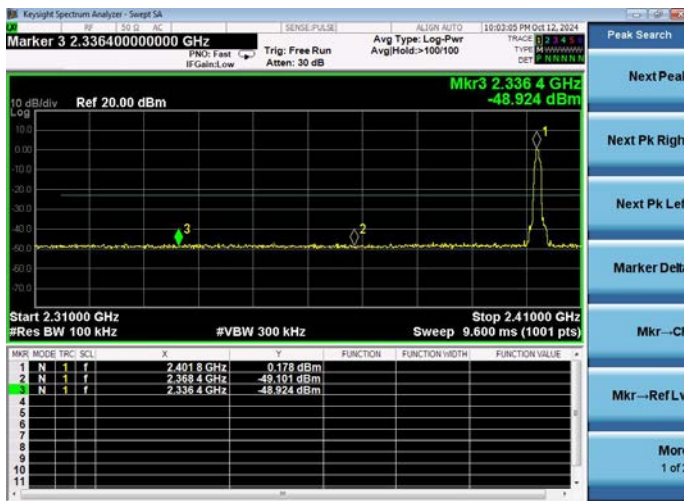 Keysight Spectrum Analyzer - Swept SA
RF 50 Ω AC SENSE:PULSE ALIGN AUTO 10:03:05 PM Oct 12, 2024
Marker 3 2.336400000000 GHz
PNO: Fast
IFGain:Low
Trig: Free Run
Atten: 30 dB
Avg Type: Log-Pwr
Avg|Hold:>100/100
TRACE 1 2 3 4 5 6
TYPE M WWWWW
DET P N N N N N
Peak Search
Mkr3 2.336 4 GHz
-48.924 dBm
10 dB/div Ref 20.00 dBm
Log
10.0
0.00
-10.0
-20.0
-30.0
-40.0
-50.0
-60.0
-70.0
1
2
3
Start 2.31000 GHz Stop 2.41000 GHz
#Res BW 100 kHz #VBW 300 kHz Sweep 9.600 ms (1001 pts)
MKR MODE TRC SCL X Y FUNCTION FUNCTION WIDTH FUNCTION VALUE
1 N 1 f 2.401 8 GHz 0.178 dBm
2 N 1 f 2.368 4 GHz -49.101 dBm
3 N 1 f 2.336 4 GHz -48.924 dBm
4
5
6
7
8
9
10
11
Next Peak
Next Pk Righ
Next Pk Lef
Marker Delta
Mkr→CF
Mkr→Ref Lv
More
1 of 2